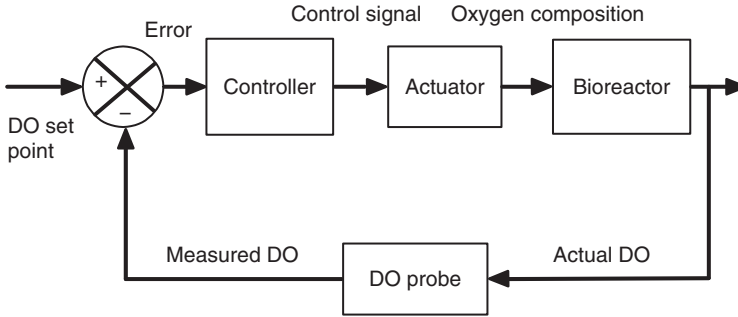 Control signal
Oxygen composition
Error
+
−
Controller
Actuator
Bioreactor
DO set
point
Measured DO
DO probe
Actual DO